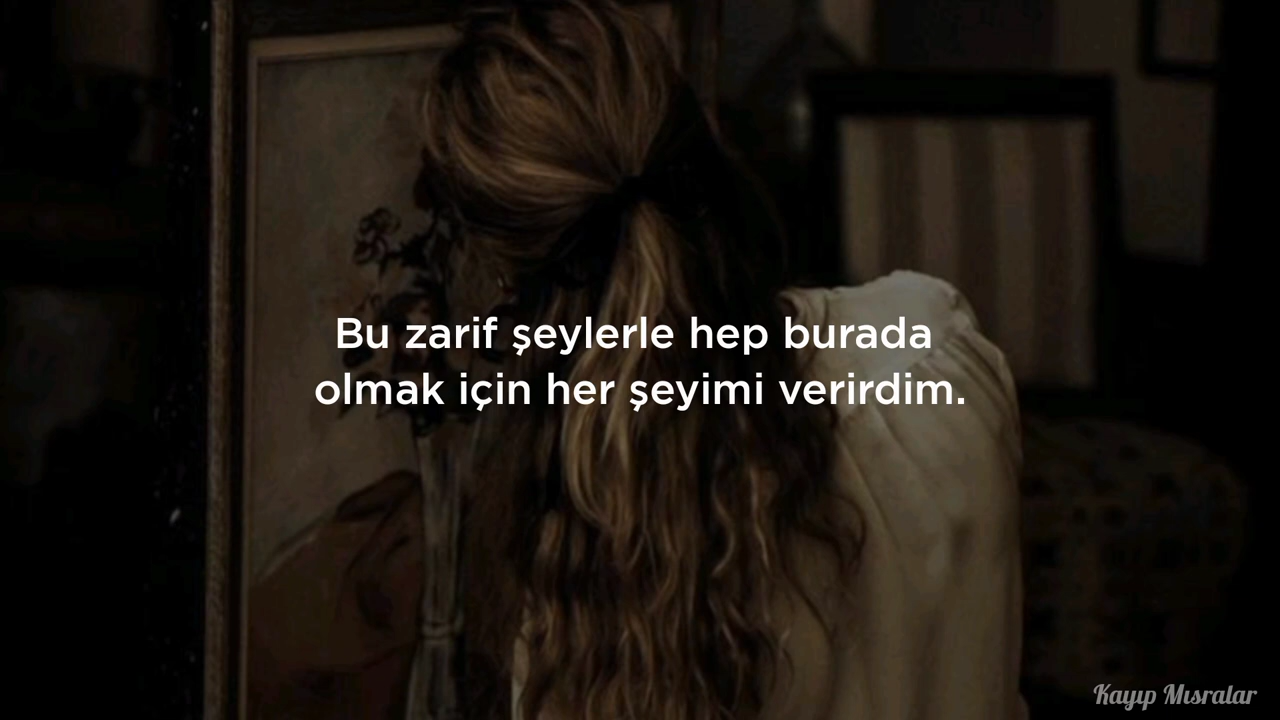 Bu zarif şeylerle hep burada
olmak için her şeyimi verirdim.
Kayıp Mısralar